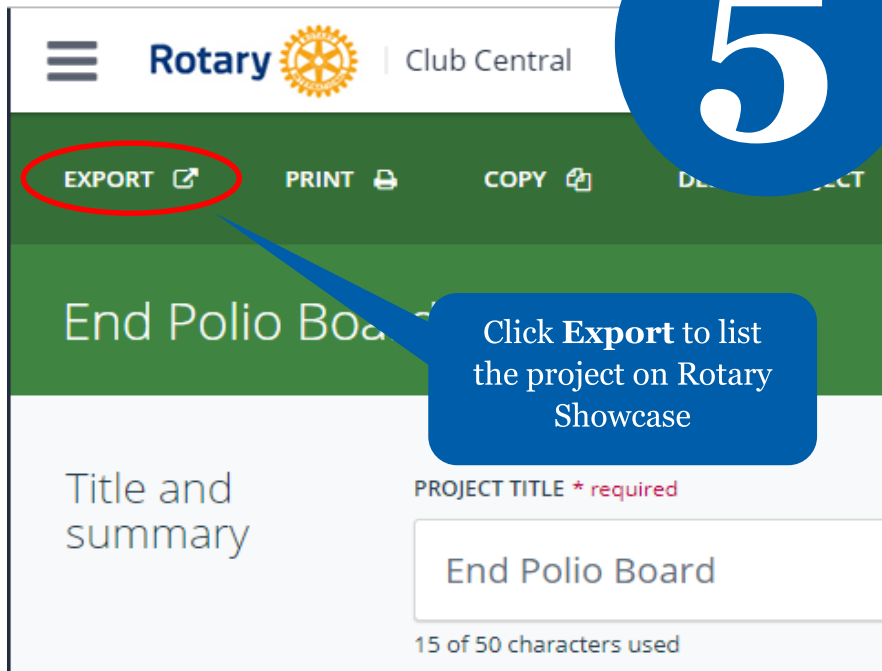 Rotary Club Central
5
EXPORT PRINT COPY
End Polio
Click Export to list
the project on Rotary
Showcase
Title and
summary
PROJECT TITLE * required
End Polio Board
15 of 50 characters used